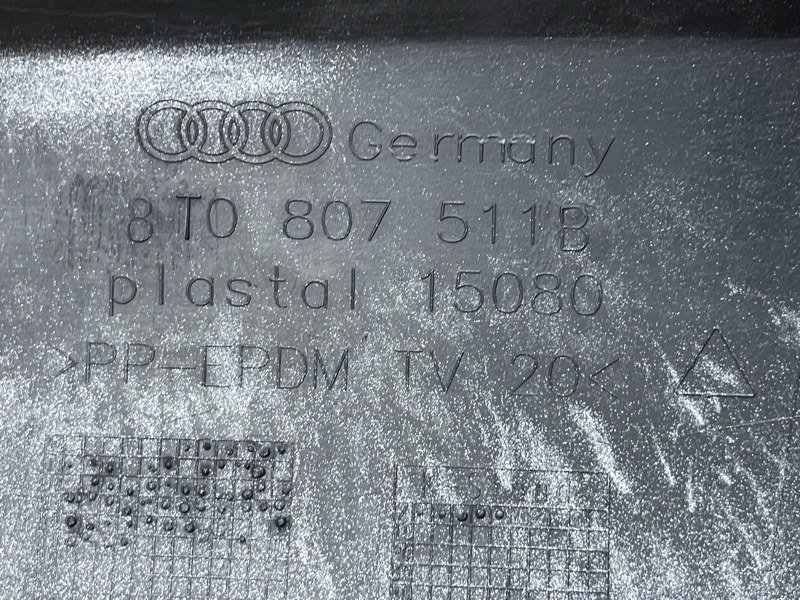 Germany
8T0 807 511B
plastal 15080
>PP-EPDM TV 20<